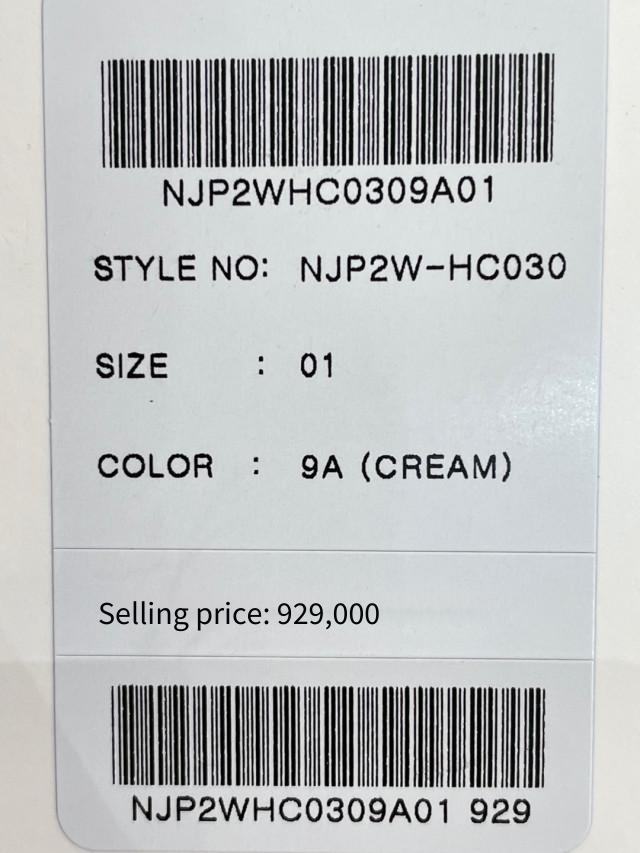 NJP2WHC0309A01
STYLE NO: NJP2W-HC030
SIZE : 01
COLOR : 9A (CREAM)
Selling price: 929,000
NJP2WHC0309A01 929